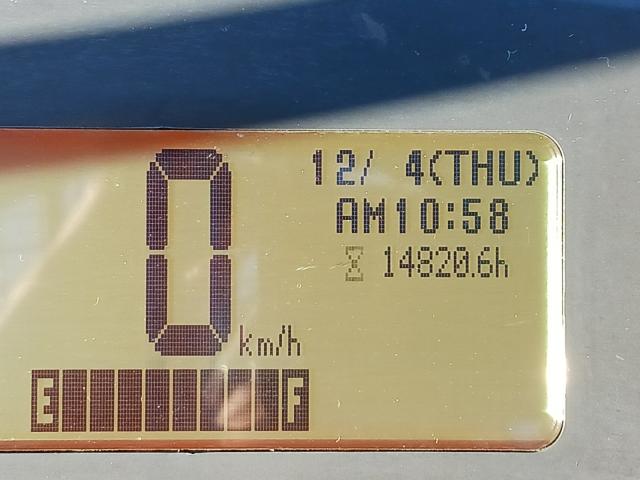 12/ 4(THU)
AM10:58
14820.6h
0 km/h
E F